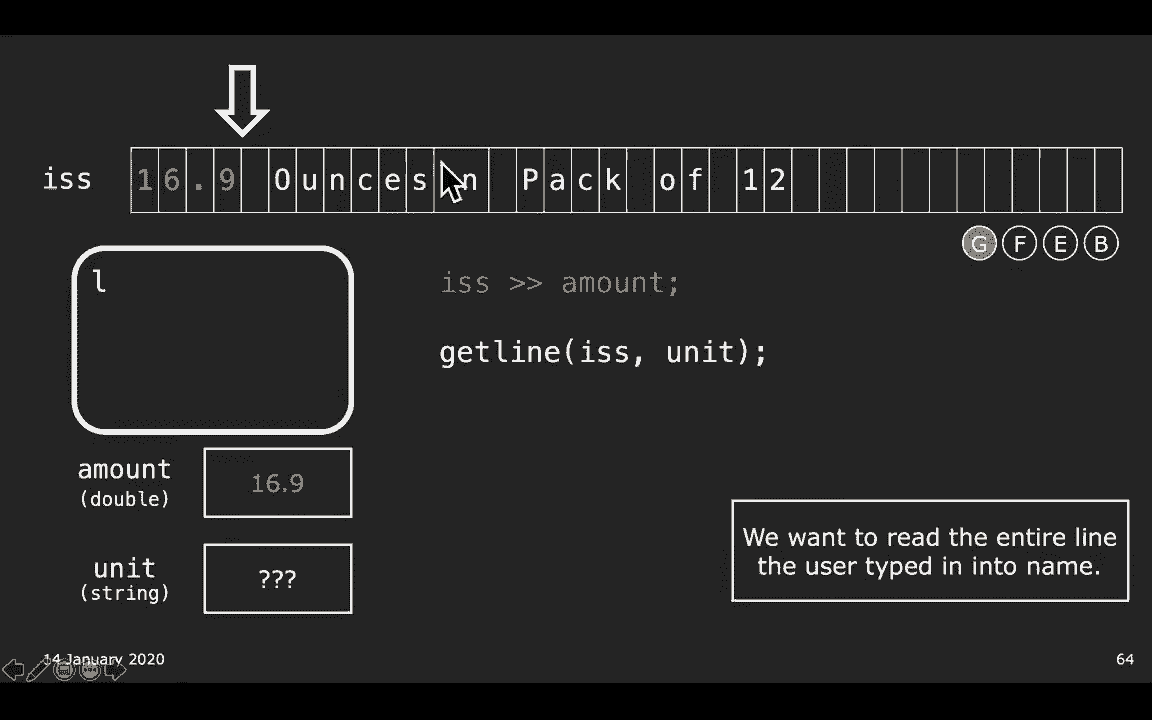 iss 16.9 Ounces n Pack of 12
G F E B
l
iss >> amount;
getline(iss, unit);
amount
(double)
16.9
unit
(string)
???
We want to read the entire line
the user typed in into name.
14 January 2020
64